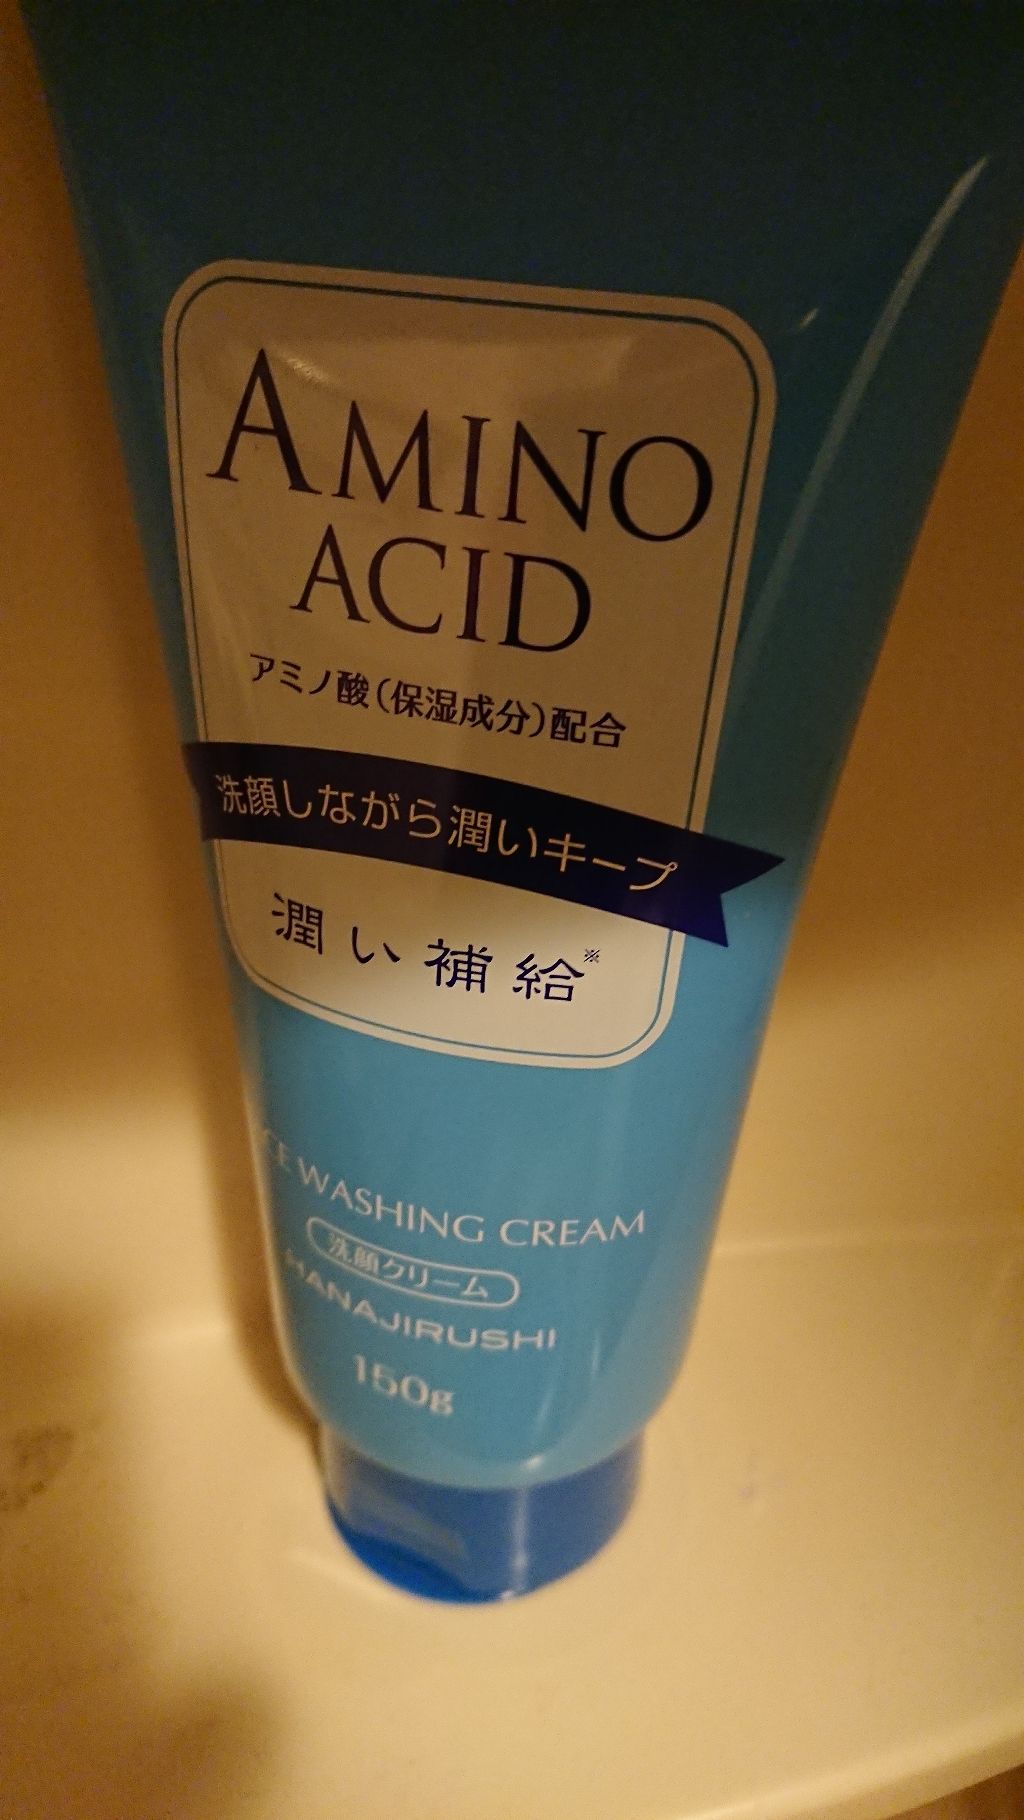 AMINO
ACID
アミノ酸(保湿成分)配合
洗顔しながら潤いキープ
潤い補給※
WASHING CREAM
洗顔クリーム
HANAJIRUSHI
150g